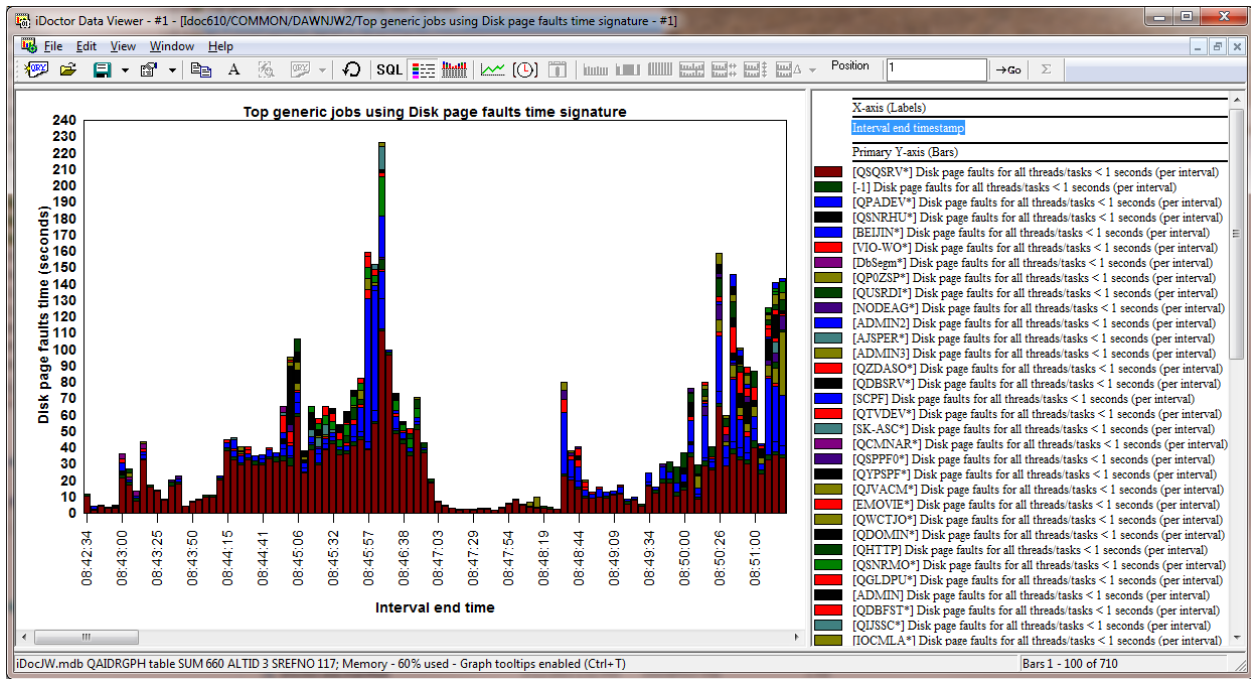 iDoctor Data Viewer - #1 - [Idoc610/COMMON/DAWNJW2/Top generic jobs using Disk page faults time signature - #1]
File Edit View Window Help
QRY A QRY SQL Position 1 →Go Σ
Top generic jobs using Disk page faults time signature
Disk page faults time (seconds)
240
230
220
210
200
190
180
170
160
150
140
130
120
110
100
90
80
70
60
50
40
30
20
10
0
08:42:34
08:43:00
08:43:25
08:43:50
08:44:15
08:44:41
08:45:06
08:45:32
08:45:57
08:46:38
08:47:03
08:47:29
08:47:54
08:48:19
08:48:44
08:49:09
08:49:34
08:50:00
08:50:26
08:51:00
Interval end time
X-axis (Labels)
Interval end timestamp
Primary Y-axis (Bars)
[QSQSRV*] Disk page faults for all threads/tasks < 1 seconds (per interval)
[-1] Disk page faults for all threads/tasks < 1 seconds (per interval)
[QPADEV*] Disk page faults for all threads/tasks < 1 seconds (per interval)
[QSNRHU*] Disk page faults for all threads/tasks < 1 seconds (per interval)
[BEIJIN*] Disk page faults for all threads/tasks < 1 seconds (per interval)
[VIO-WO*] Disk page faults for all threads/tasks < 1 seconds (per interval)
[DbSegm*] Disk page faults for all threads/tasks < 1 seconds (per interval)
[QP0ZSP*] Disk page faults for all threads/tasks < 1 seconds (per interval)
[QUSRDI*] Disk page faults for all threads/tasks < 1 seconds (per interval)
[NODEAG*] Disk page faults for all threads/tasks < 1 seconds (per interval)
[ADMIN2] Disk page faults for all threads/tasks < 1 seconds (per interval)
[AJSPER*] Disk page faults for all threads/tasks < 1 seconds (per interval)
[ADMIN3] Disk page faults for all threads/tasks < 1 seconds (per interval)
[QZDASO*] Disk page faults for all threads/tasks < 1 seconds (per interval)
[QDBSRV*] Disk page faults for all threads/tasks < 1 seconds (per interval)
[SCPF] Disk page faults for all threads/tasks < 1 seconds (per interval)
[QTVDEV*] Disk page faults for all threads/tasks < 1 seconds (per interval)
[SK-ASC*] Disk page faults for all threads/tasks < 1 seconds (per interval)
[QCMNAR*] Disk page faults for all threads/tasks < 1 seconds (per interval)
[QSPPF0*] Disk page faults for all threads/tasks < 1 seconds (per interval)
[QYPSPF*] Disk page faults for all threads/tasks < 1 seconds (per interval)
[QJVACM*] Disk page faults for all threads/tasks < 1 seconds (per interval)
[EMOVIE*] Disk page faults for all threads/tasks < 1 seconds (per interval)
[QWCTJO*] Disk page faults for all threads/tasks < 1 seconds (per interval)
[QDOMIN*] Disk page faults for all threads/tasks < 1 seconds (per interval)
[QHTTP] Disk page faults for all threads/tasks < 1 seconds (per interval)
[QSNRMO*] Disk page faults for all threads/tasks < 1 seconds (per interval)
[QGLDPU*] Disk page faults for all threads/tasks < 1 seconds (per interval)
[ADMIN] Disk page faults for all threads/tasks < 1 seconds (per interval)
[QDBFST*] Disk page faults for all threads/tasks < 1 seconds (per interval)
[QIJSSC*] Disk page faults for all threads/tasks < 1 seconds (per interval)
[IOCMLA*] Disk page faults for all threads/tasks < 1 seconds (per interval)
iDocJW.mdb QAIDRGPH table SUM 660 ALTID 3 SREFNO 117; Memory - 60% used - Graph tooltips enabled (Ctrl+T)
Bars 1 - 100 of 710